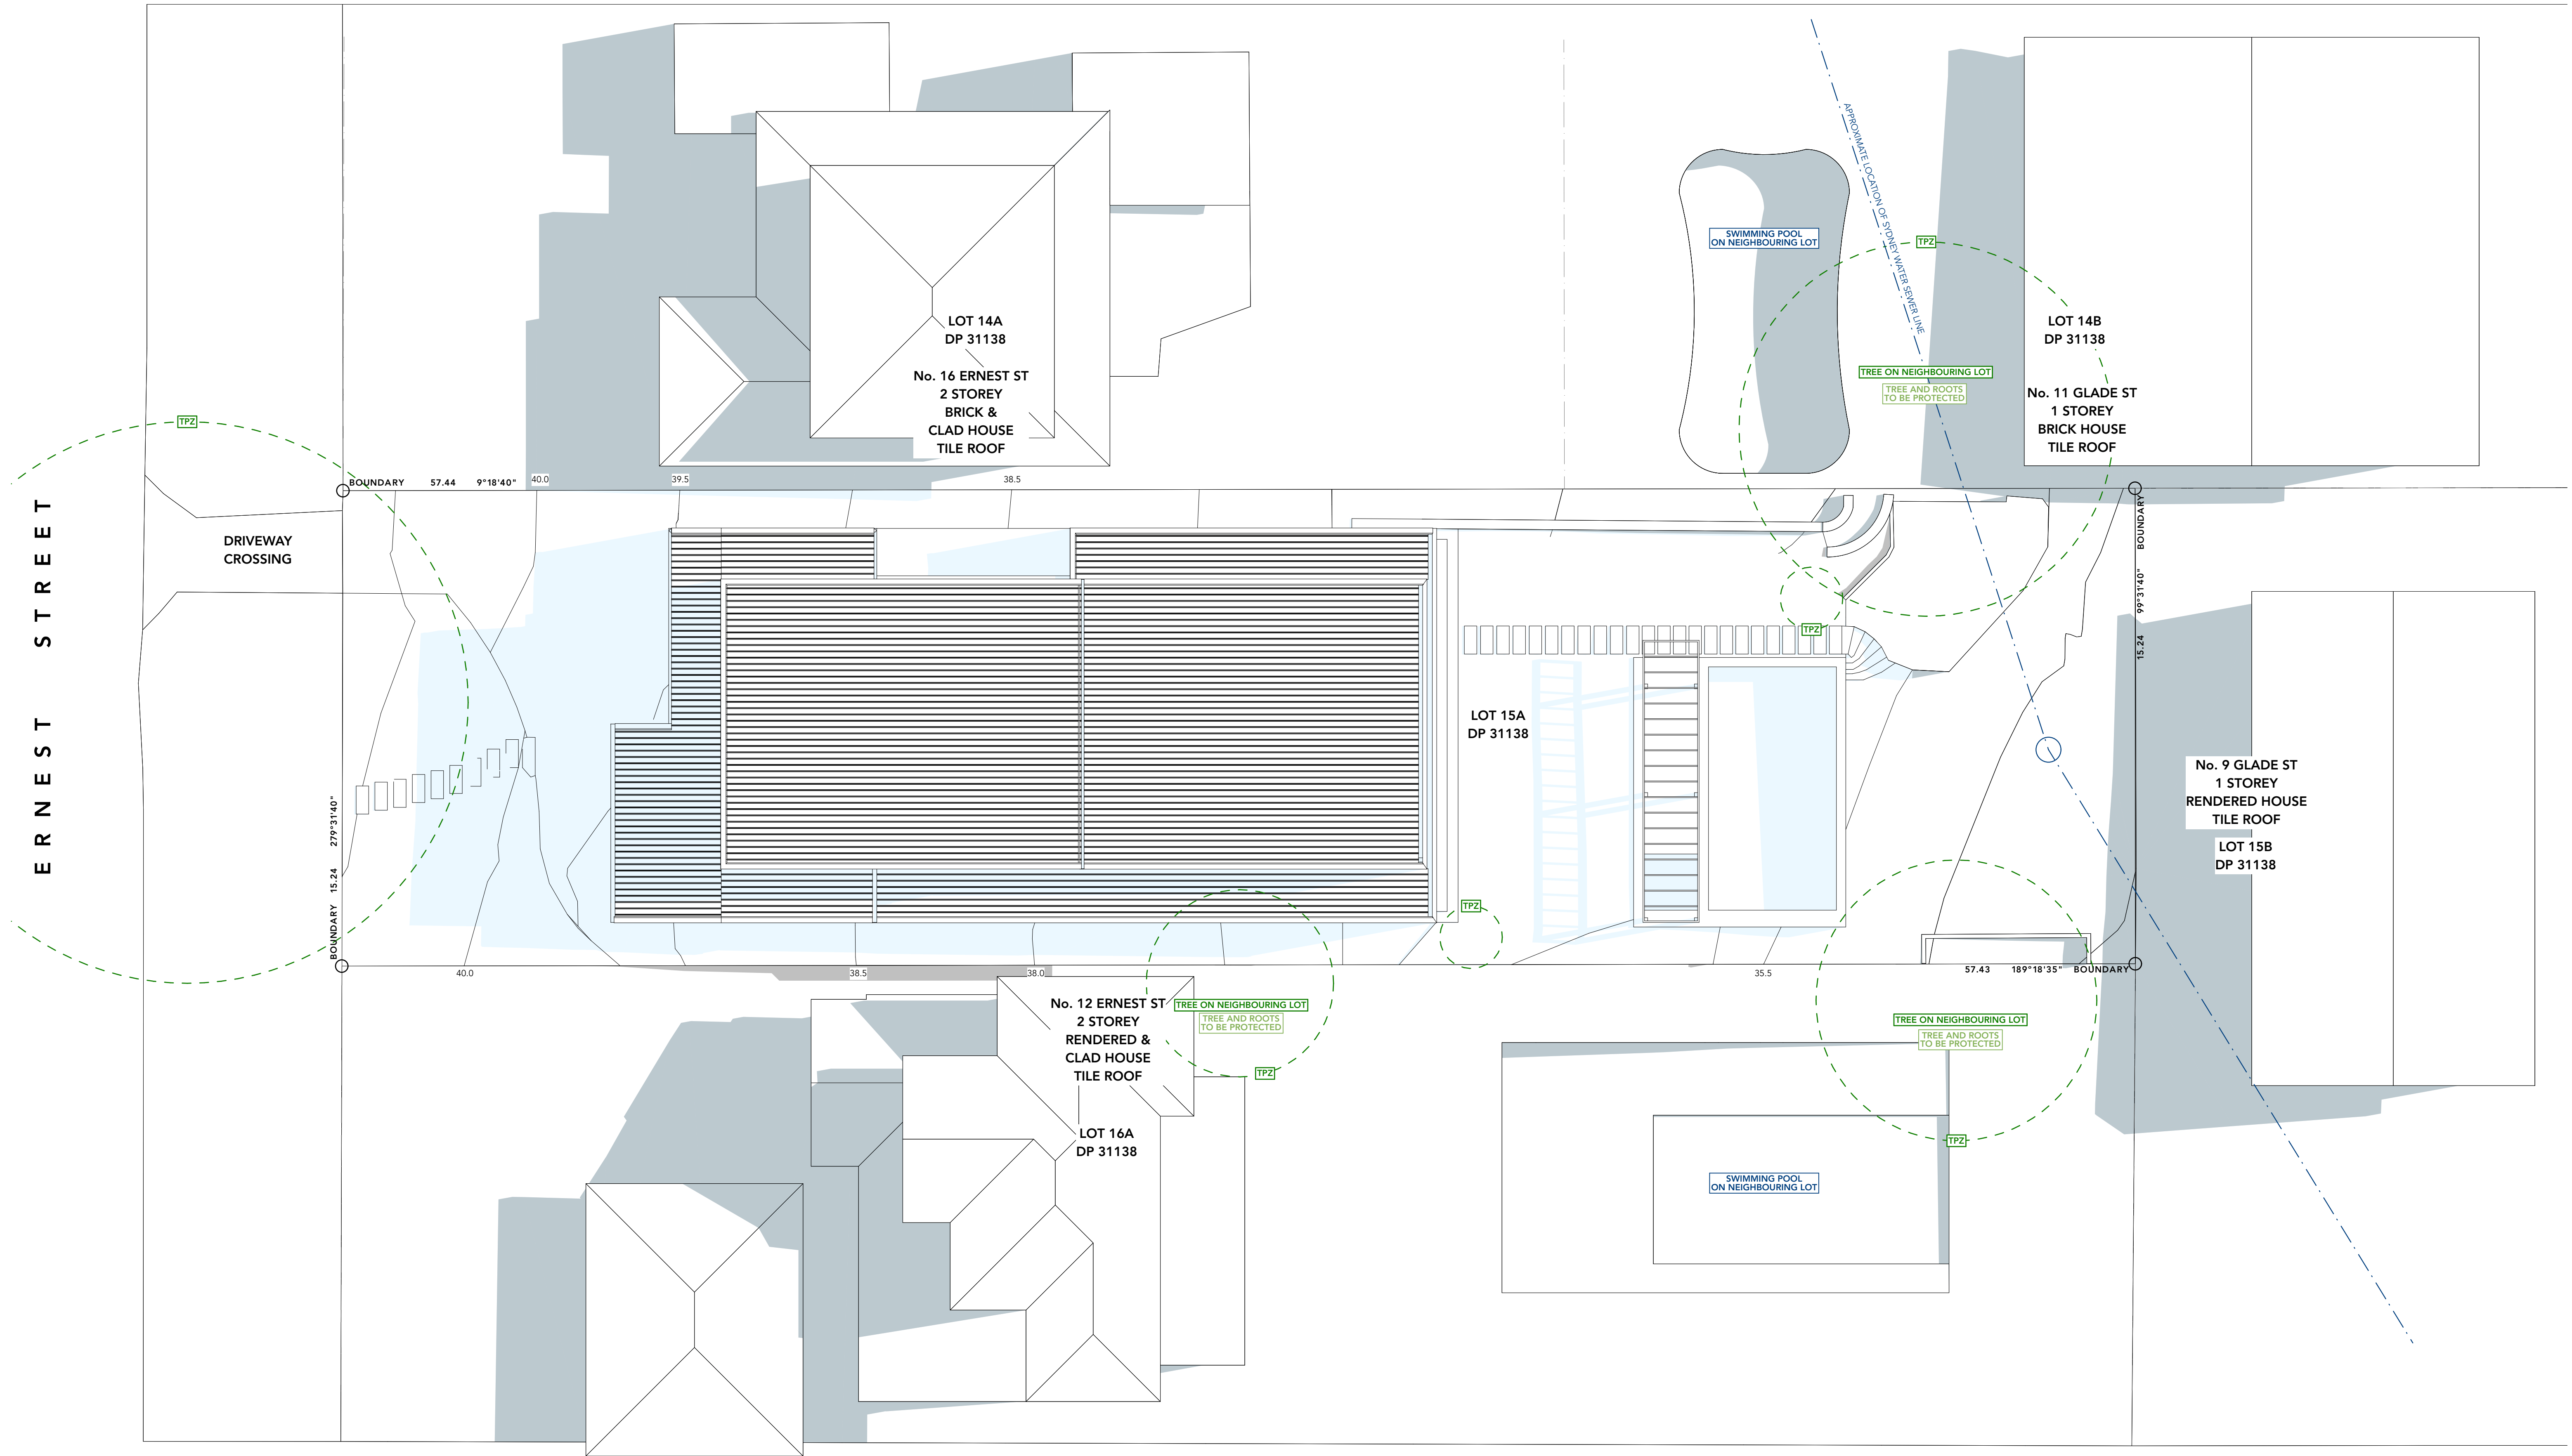 APPROXIMATE LOCATION OF SYDNEY WATER SEWER LINE
SWIMMING POOL
ON NEIGHBOURING LOT
TPZ
LOT 14A
DP 31138
No. 16 ERNEST ST
2 STOREY
BRICK &
CLAD HOUSE
TILE ROOF
LOT 14B
DP 31138
TREE ON NEIGHBOURING LOT
TREE AND ROOTS
TO BE PROTECTED
No. 11 GLADE ST
1 STOREY
BRICK HOUSE
TILE ROOF
TPZ
BOUNDARY 57.44 9°18'40"
40.0
39.5
38.5
ERNEST STREET
DRIVEWAY
CROSSING
BOUNDARY 15.24 279°31'40"
TPZ
15.24 99°31'40" BOUNDARY
LOT 15A
DP 31138
No. 9 GLADE ST
1 STOREY
RENDERED HOUSE
TILE ROOF
LOT 15B
DP 31138
TPZ
40.0
38.5
38.0
35.5
57.43 189°18'35" BOUNDARY
No. 12 ERNEST ST
2 STOREY
RENDERED &
CLAD HOUSE
TILE ROOF
TREE ON NEIGHBOURING LOT
TREE AND ROOTS
TO BE PROTECTED
TPZ
LOT 16A
DP 31138
TREE ON NEIGHBOURING LOT
TREE AND ROOTS
TO BE PROTECTED
TPZ
SWIMMING POOL
ON NEIGHBOURING LOT